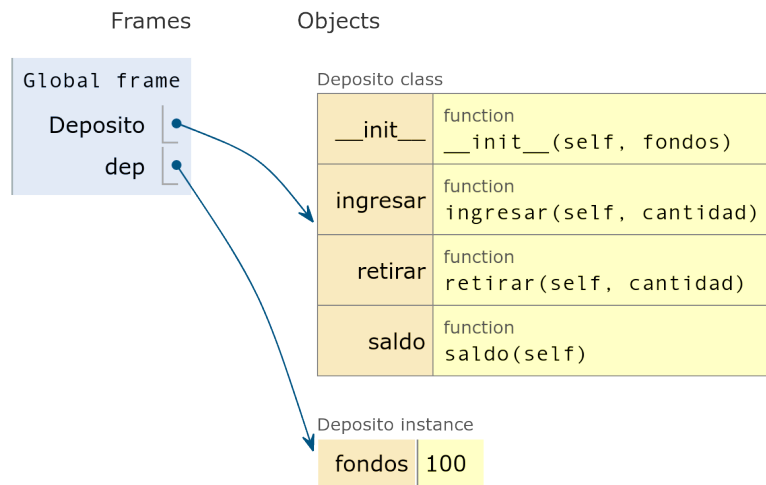 Frames Objects
Global frame
Deposito
dep
Deposito class
__init__ function
__init__(self, fondos)
ingresar function
ingresar(self, cantidad)
retirar function
retirar(self, cantidad)
saldo function
saldo(self)
Deposito instance
fondos 100